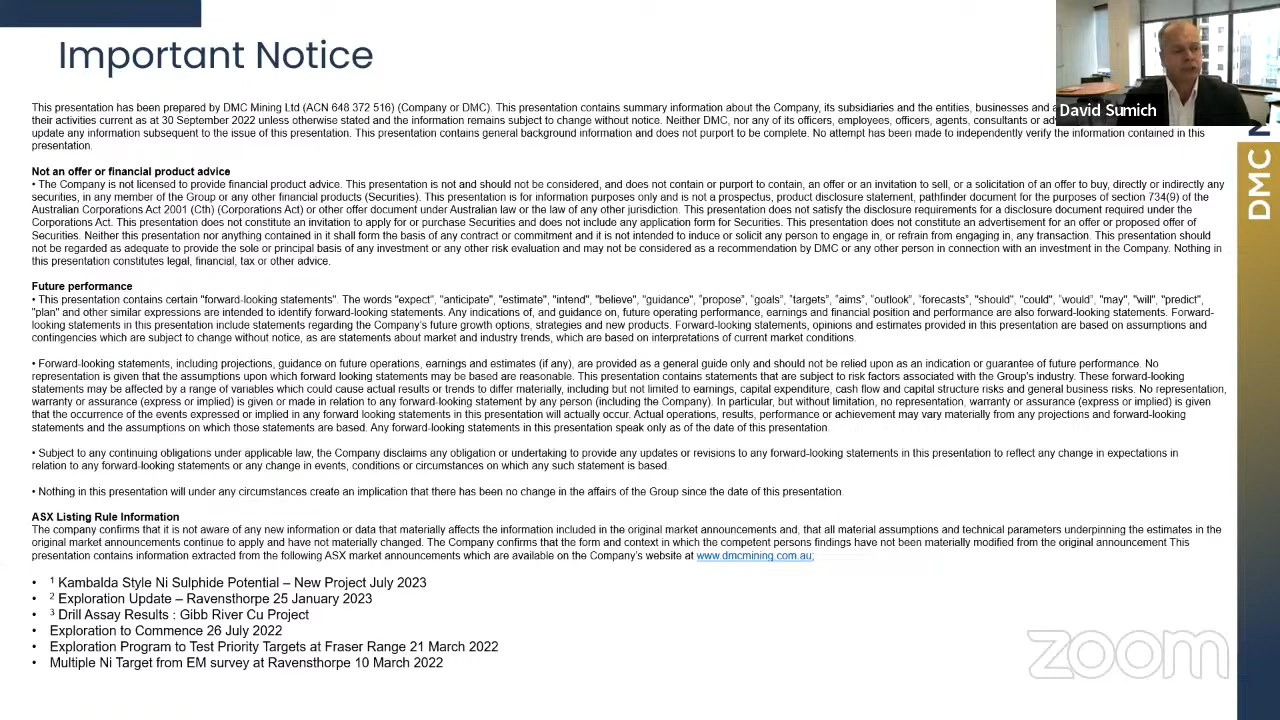 Important Notice
David Sumich
This presentation has been prepared by DMC Mining Ltd (ACN 648 372 516) (Company or DMC). This presentation contains summary information about the Company, its subsidiaries and the entities, businesses and
their activities current as at 30 September 2022 unless otherwise stated and the information remains subject to change without notice. Neither DMC, nor any of its officers, employees, officers, agents, consultants or
update any information subsequent to the issue of this presentation. This presentation contains general background information and does not purport to be complete. No attempt has been made to independently verify the information contained in this
presentation.
DMC
Not an offer or financial product advice
• The Company is not licensed to provide financial product advice. This presentation is not and should not be considered, and does not contain or purport to contain, an offer or an invitation to sell, or a solicitation of an offer to buy, directly or indirectly any
securities, in any member of the Group or any other financial products (Securities). This presentation is for information purposes only and is not a prospectus, product disclosure statement, pathfinder document for the purposes of section 734(9) of the
Australian Corporations Act 2001 (Cth) (Corporations Act) or other offer document under Australian law or the law of any other jurisdiction. This presentation does not satisfy the disclosure requirements for a disclosure document required under the
Corporations Act. This presentation does not constitute an invitation to apply for or purchase Securities and does not include any application form for Securities. This presentation does not constitute an advertisement for an offer or proposed offer of
Securities. Neither this presentation nor anything contained in it shall form the basis of any contract or commitment and it is not intended to induce or solicit any person to engage in, or refrain from engaging in, any transaction. This presentation should
not be regarded as adequate to provide the sole or principal basis of any investment or any other risk evaluation and may not be considered as a recommendation by DMC or any other person in connection with an investment in the Company. Nothing in
this presentation constitutes legal, financial, tax or other advice.
Future performance
• This presentation contains certain "forward-looking statements". The words "expect", "anticipate", "estimate", "intend", "believe", "guidance", "propose", "goals", "targets", "aims", "outlook", "forecasts", "should", "could", "would", "may", "will", "predict",
"plan" and other similar expressions are intended to identify forward-looking statements. Any indications of, and guidance on, future operating performance, earnings and financial position and performance are also forward-looking statements. Forward-
looking statements in this presentation include statements regarding the Company's future growth options, strategies and new products. Forward-looking statements, opinions and estimates provided in this presentation are based on assumptions and
contingencies which are subject to change without notice, as are statements about market and industry trends, which are based on interpretations of current market conditions.
• Forward-looking statements, including projections, guidance on future operations, earnings and estimates (if any), are provided as a general guide only and should not be relied upon as an indication or guarantee of future performance. No
representation is given that the assumptions upon which forward looking statements may be based are reasonable. This presentation contains statements that are subject to risk factors associated with the Group's industry. These forward-looking
statements may be affected by a range of variables which could cause actual results or trends to differ materially, including but not limited to earnings, capital expenditure, cash flow and capital structure risks and general business risks. No representation,
warranty or assurance (express or implied) is given or made in relation to any forward-looking statement by any person (including the Company). In particular, but without limitation, no representation, warranty or assurance (express or implied) is given
that the occurrence of the events expressed or implied in any forward looking statements in this presentation will actually occur. Actual operations, results, performance or achievement may vary materially from any projections and forward-looking
statements and the assumptions on which those statements are based. Any forward-looking statements in this presentation speak only as of the date of this presentation.
• Subject to any continuing obligations under applicable law, the Company disclaims any obligation or undertaking to provide any updates or revisions to any forward-looking statements in this presentation to reflect any change in expectations in
relation to any forward-looking statements or any change in events, conditions or circumstances on which any such statement is based.
• Nothing in this presentation will under any circumstances create an implication that there has been no change in the affairs of the Group since the date of this presentation.
ASX Listing Rule Information
The company confirms that it is not aware of any new information or data that materially affects the information included in the original market announcements and, that all material assumptions and technical parameters underpinning the estimates in the
original market announcements continue to apply and have not materially changed. The Company confirms that the form and context in which the competent persons findings have not been materially modified from the original announcement This
presentation contains information extracted from the following ASX market announcements which are available on the Company's website at www.dmcmining.com.au;
• ¹ Kambalda Style Ni Sulphide Potential – New Project July 2023
• ² Exploration Update – Ravensthorpe 25 January 2023
• ³ Drill Assay Results : Gibb River Cu Project
• Exploration to Commence 26 July 2022
• Exploration Program to Test Priority Targets at Fraser Range 21 March 2022
• Multiple Ni Target from EM survey at Ravensthorpe 10 March 2022
zoom